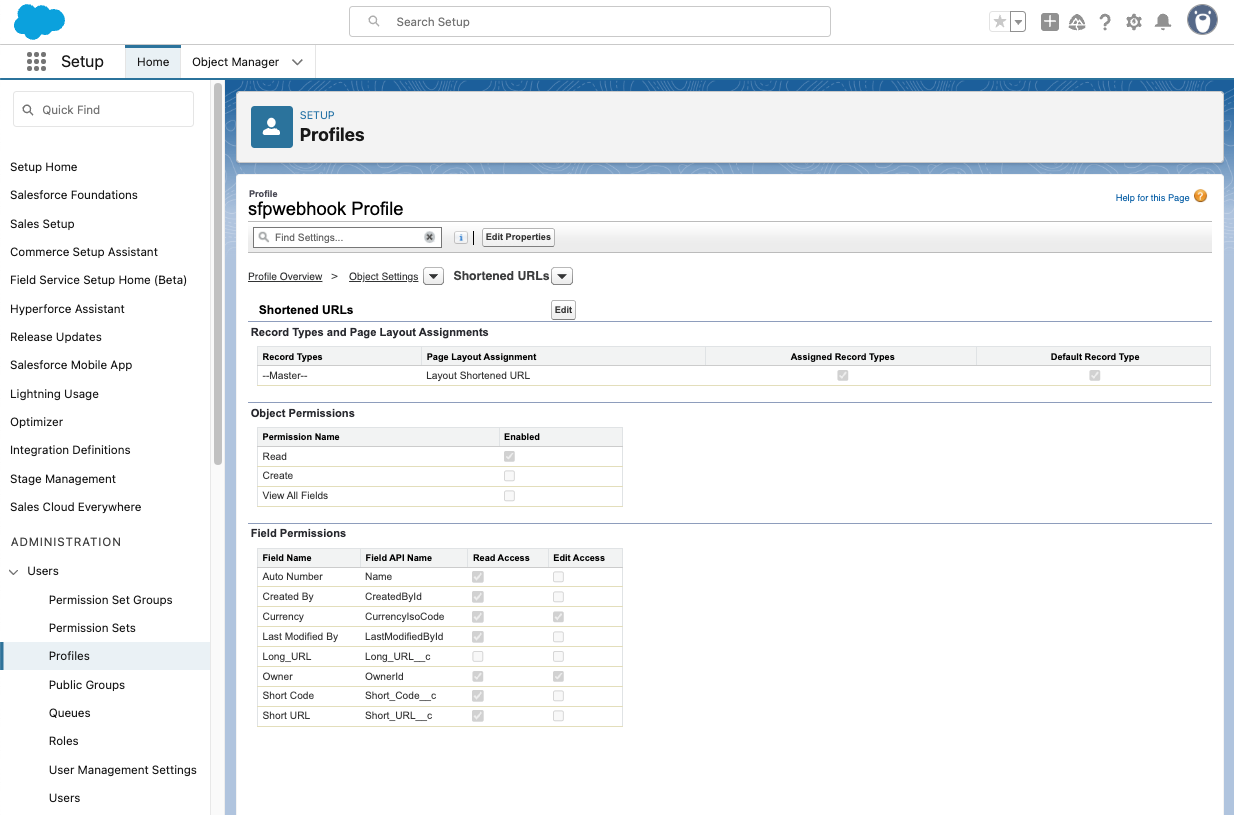 Search Setup
Setup
Home
Object Manager
Quick Find
Setup Home
Salesforce Foundations
Sales Setup
Commerce Setup Assistant
Field Service Setup Home (Beta)
Hyperforce Assistant
Release Updates
Salesforce Mobile App
Lightning Usage
Optimizer
Integration Definitions
Stage Management
Sales Cloud Everywhere
ADMINISTRATION
Users
Permission Set Groups
Permission Sets
Profiles
Public Groups
Queues
Roles
User Management Settings
Users
SETUP
Profiles
Profile
sfpwebhook Profile
Help for this Page ?
Find Settings...
i | Edit Properties
Profile Overview > Object Settings Shortened URLs
Shortened URLs Edit
Record Types and Page Layout Assignments
Record Types Page Layout Assignment Assigned Record Types Default Record Type
--Master-- Layout Shortened URL
Object Permissions
Permission Name Enabled
Read
Create
View All Fields
Field Permissions
Field Name Field API Name Read Access Edit Access
Auto Number Name
Created By CreatedById
Currency CurrencyIsoCode
Last Modified By LastModifiedById
Long_URL Long_URL__c
Owner OwnerId
Short Code Short_Code__c
Short URL Short_URL__c